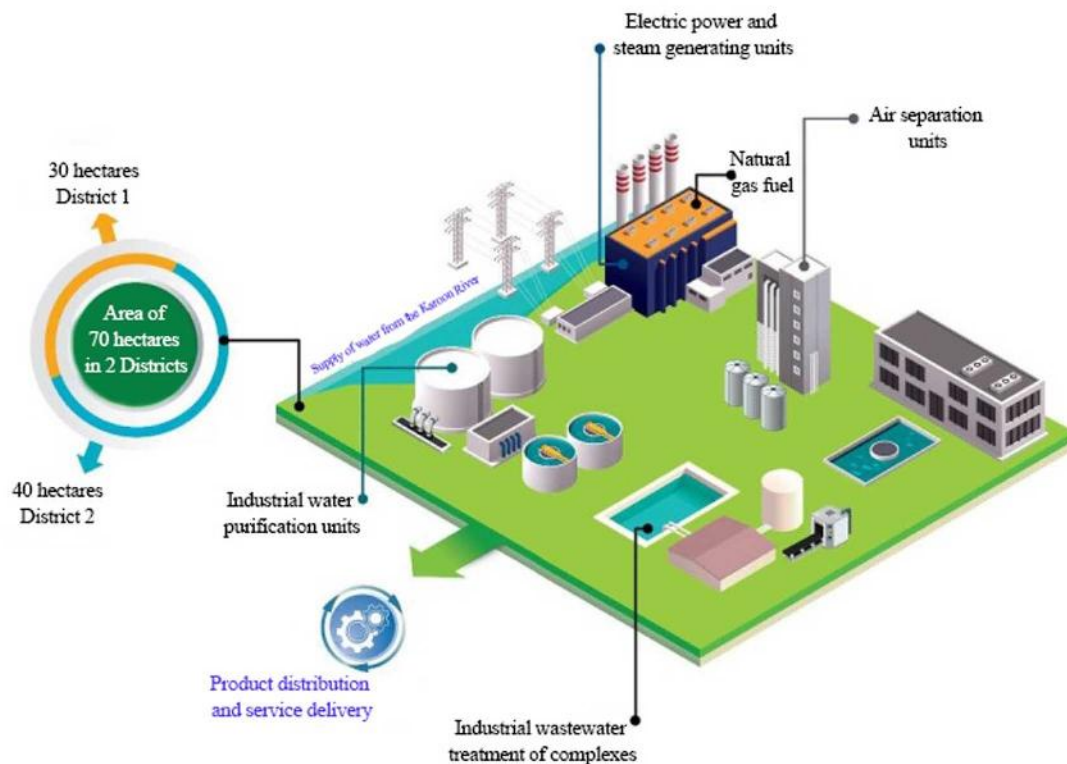 Electric power and
steam generating units
Air separation
units
Natural
gas fuel
30 hectares
District 1
Area of
70 hectares
in 2 Districts
Supply of water from the Karoon River
40 hectares
District 2
Industrial water
purification units
Product distribution
and service delivery
Industrial wastewater
treatment of complexes